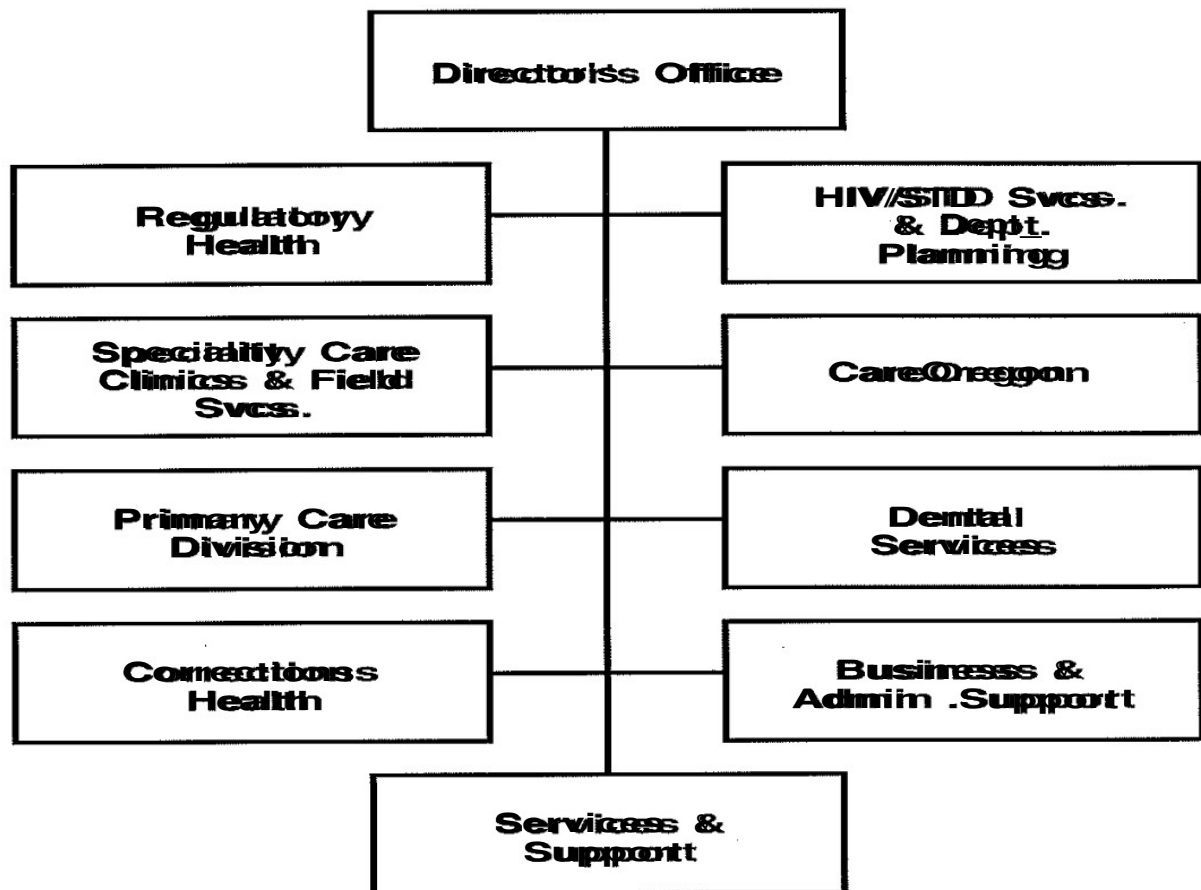 Director's Office
Regulatory
Health
HIV/STD Svcs.
& Dept.
Planning
Speciality Care
Clinics & Field
Svcs.
CareOregon
Primary Care
Division
Dental
Services
Corrections
Health
Business &
Admin .Support
Services &
Support